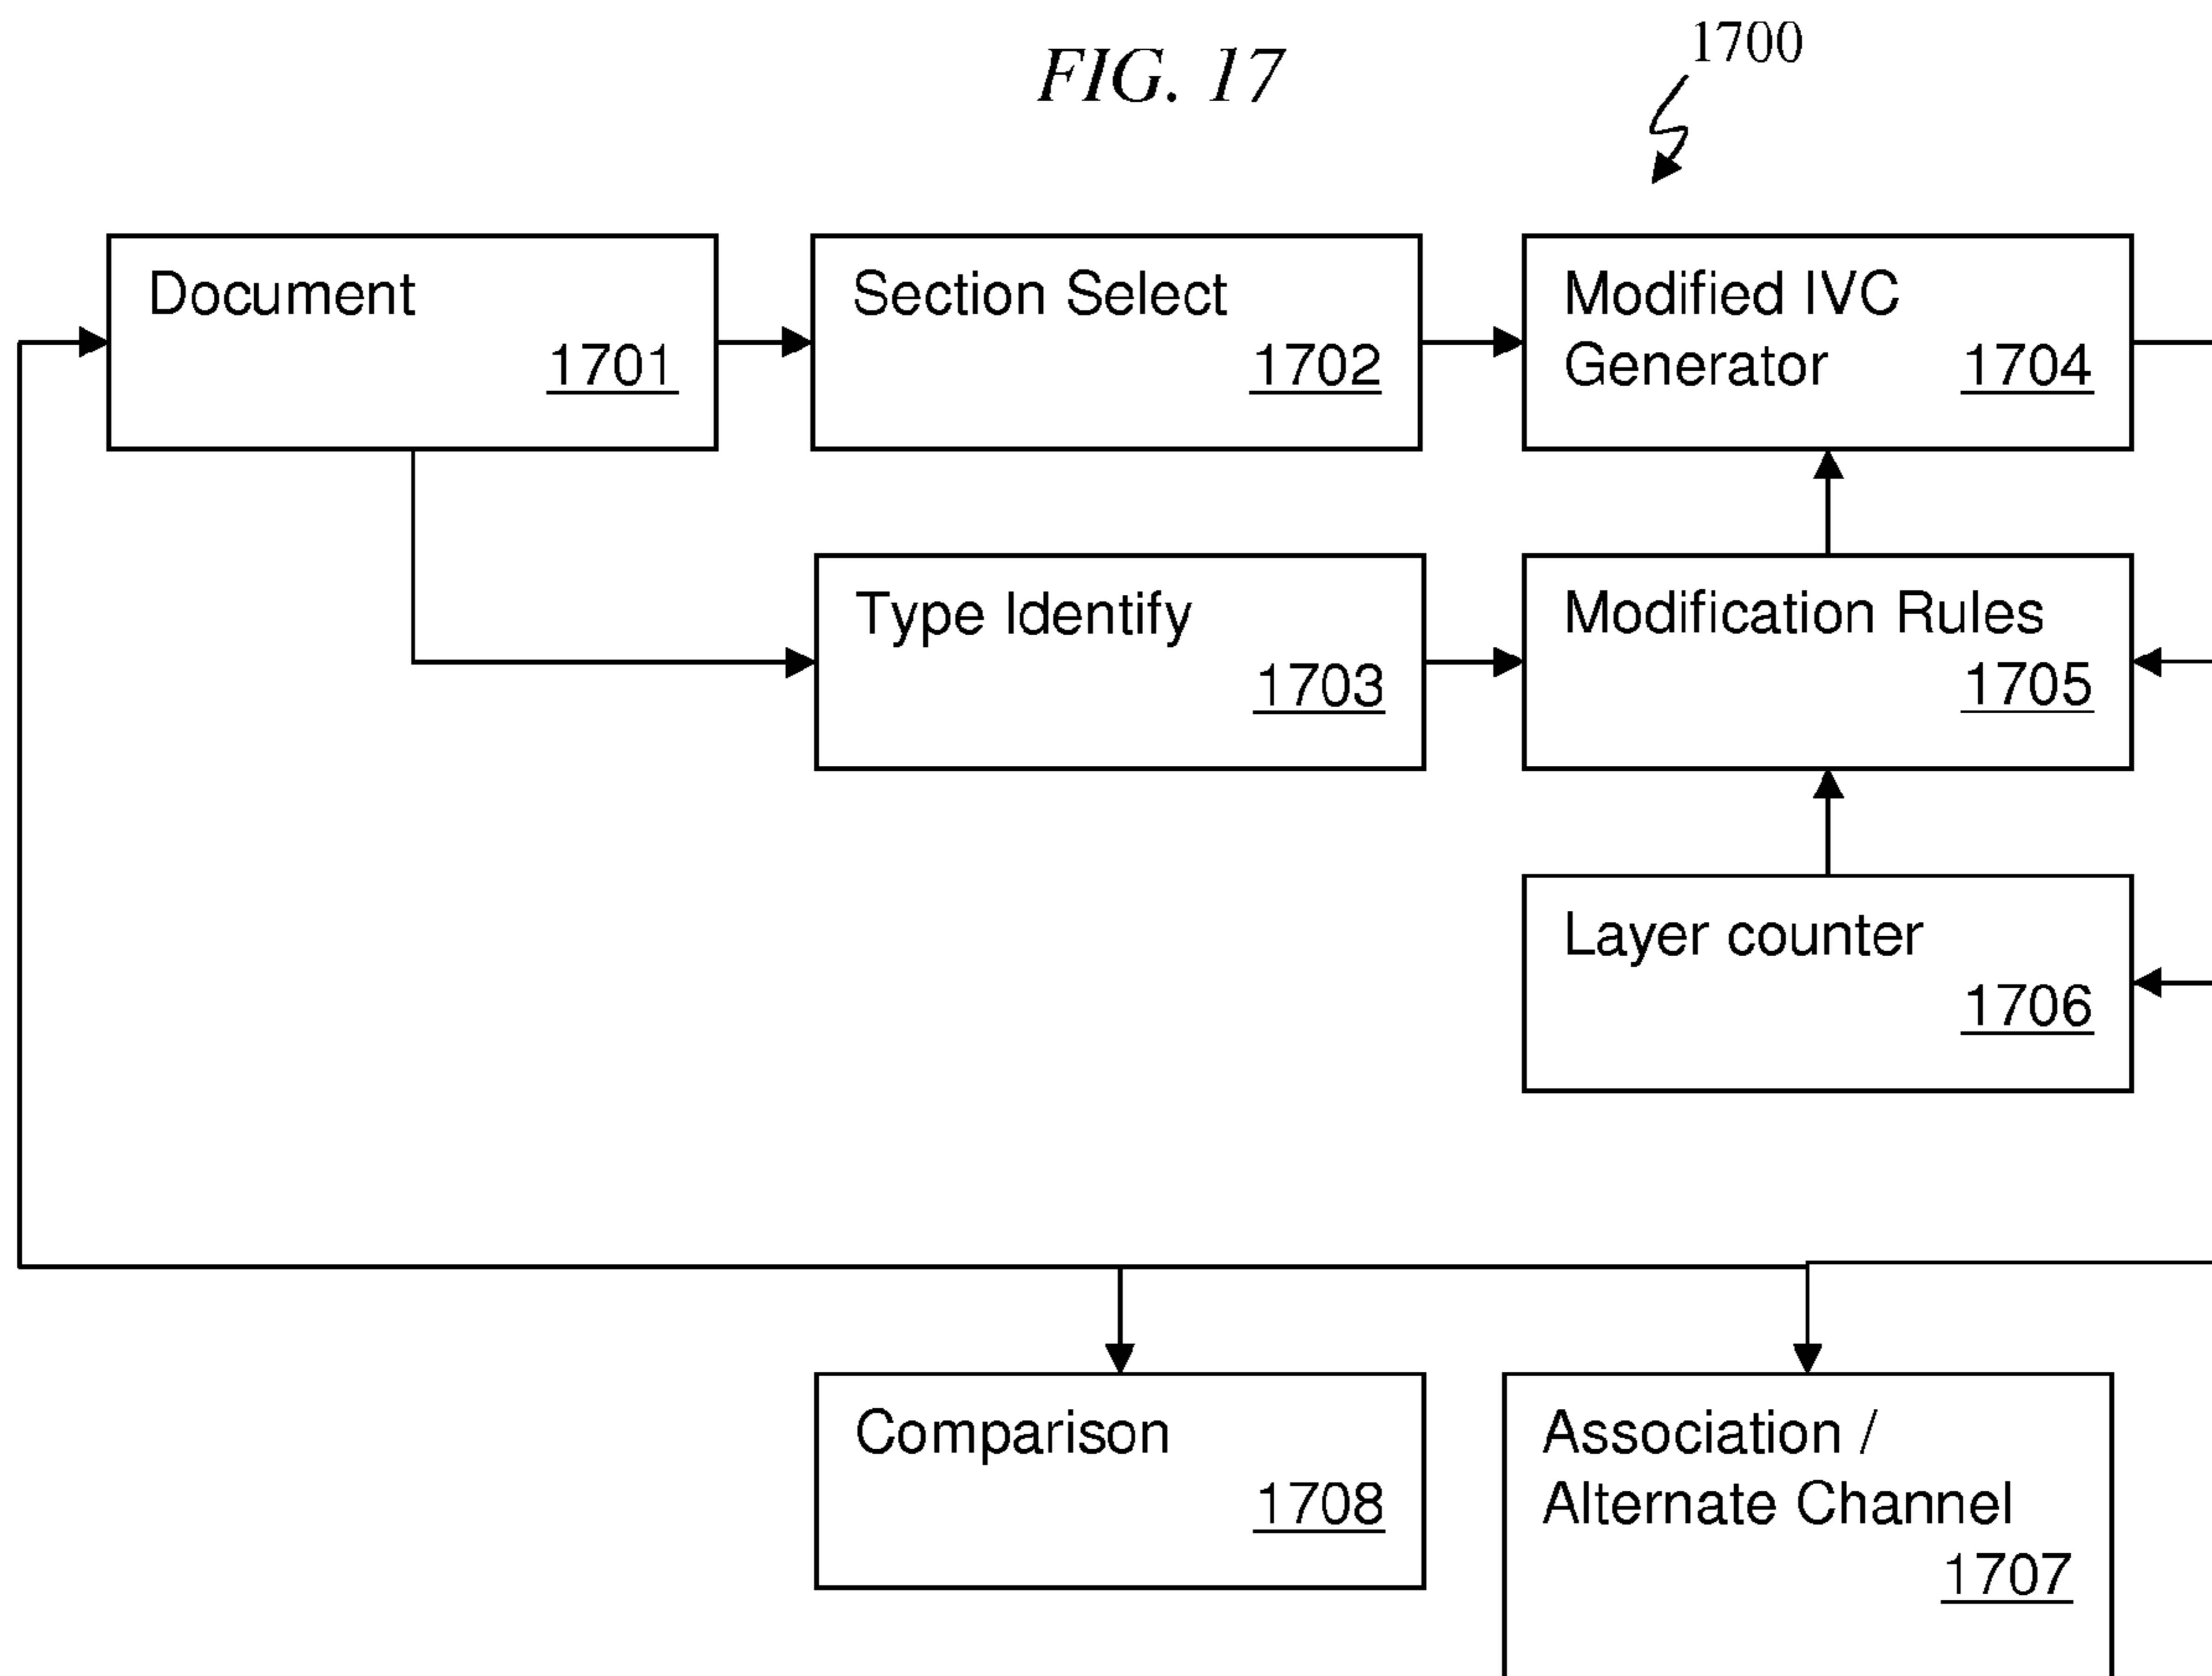 FIG. 17
1700
Document
1701
Section Select
1702
Modified IVC
Generator 1704
Type Identify
1703
Modification Rules
1705
Layer counter
1706
Comparison
1708
Association /
Alternate Channel
1707